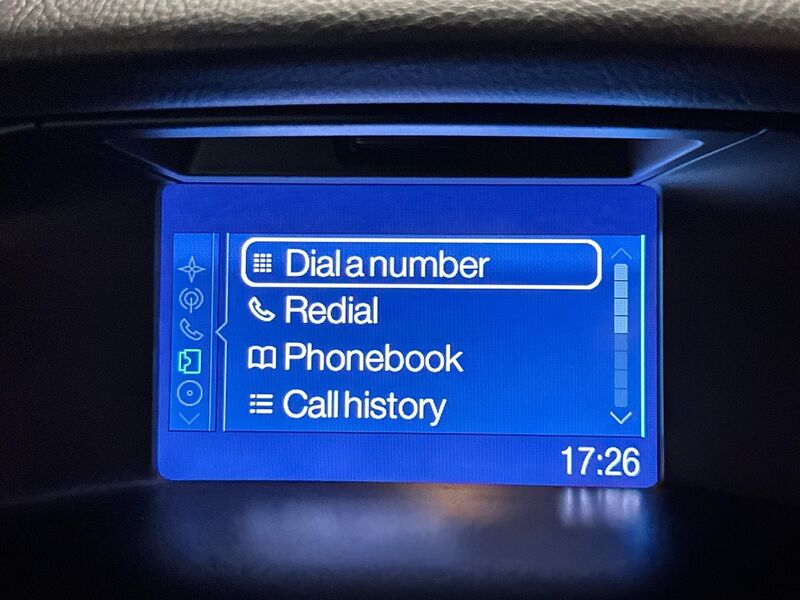 Dial a number
Redial
Phonebook
Call history
17:26